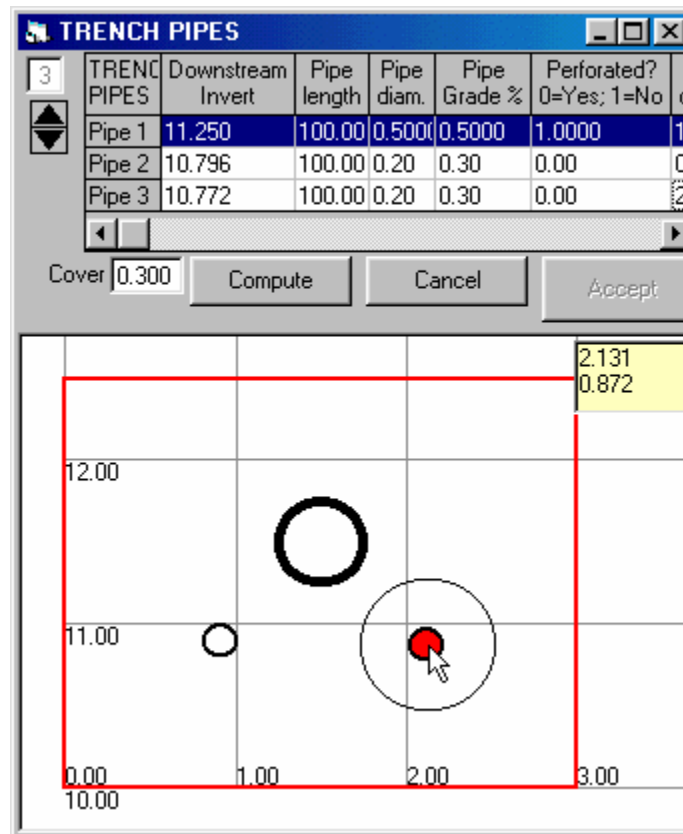 TRENCH PIPES
3
TRENC PIPES Downstream Invert Pipe length Pipe diam. Pipe Grade % Perforated? 0=Yes; 1=No
Pipe 1 11.250 100.00 0.500 0.5000 1.0000 1
Pipe 2 10.796 100.00 0.20 0.30 0.00 0
Pipe 3 10.772 100.00 0.20 0.30 0.00 2
Cover 0.300 Compute Cancel Accept
2.131
0.872
12.00
11.00
0.00 1.00 2.00 3.00
10.00